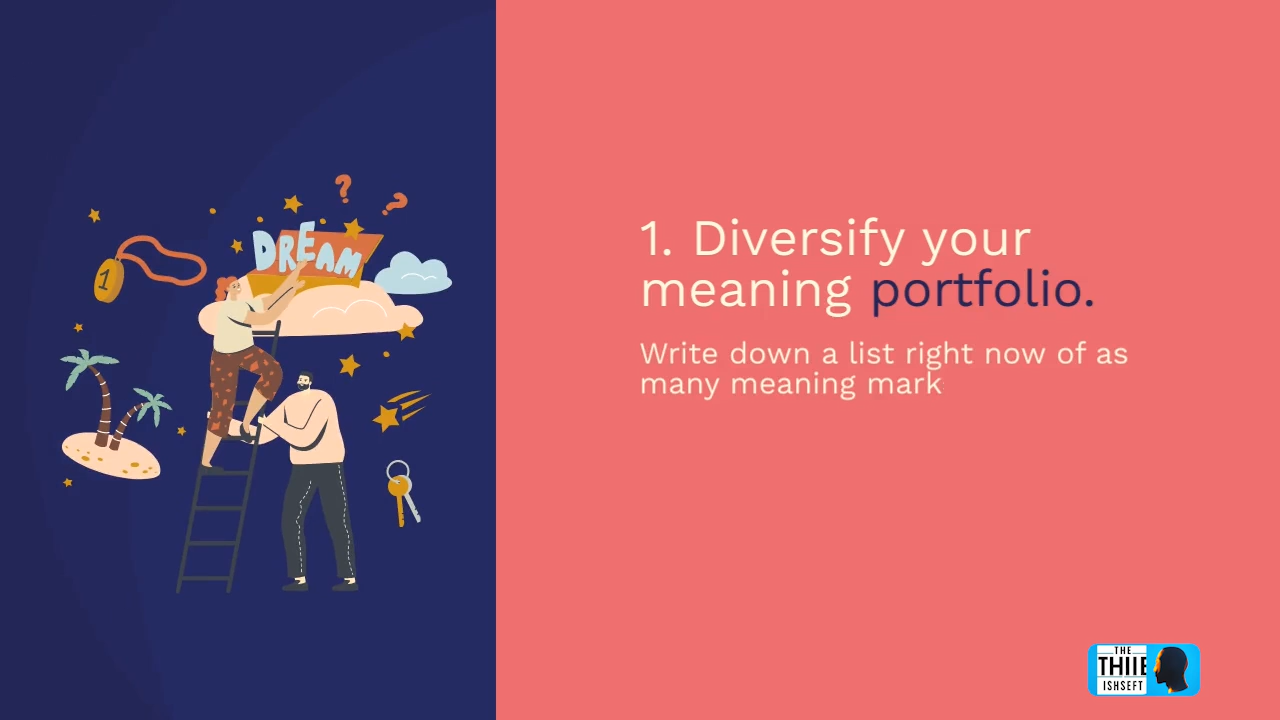 1
? ?
DREAM
1. Diversify your
meaning portfolio.
Write down a list right now of as
many meaning mark
THE
THIIE
ISHSEFT